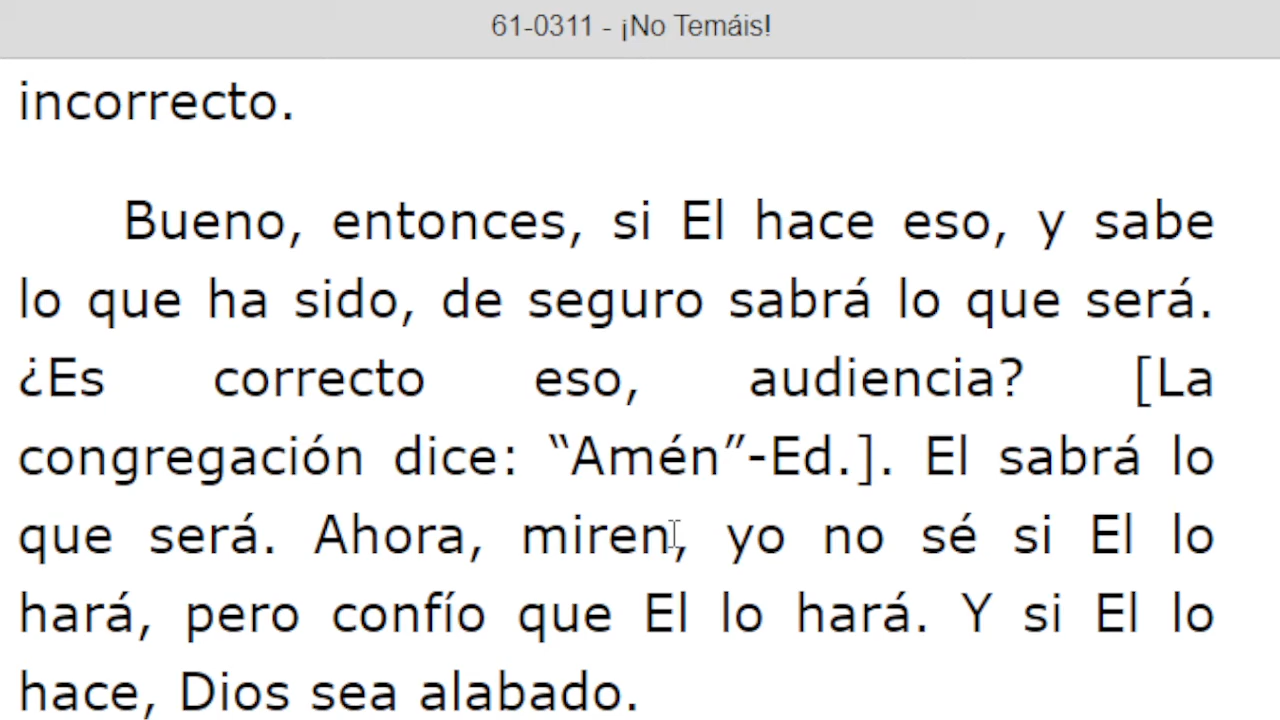 61-0311 - ¡No Temáis!
incorrecto.
Bueno, entonces, si El hace eso, y sabe
lo que ha sido, de seguro sabrá lo que será.
¿Es correcto eso, audiencia? [La
congregación dice: “Amén”-Ed.]. El sabrá lo
que será. Ahora, miren, yo no sé si El lo
hará, pero confío que El lo hará. Y si El lo
hace, Dios sea alabado.